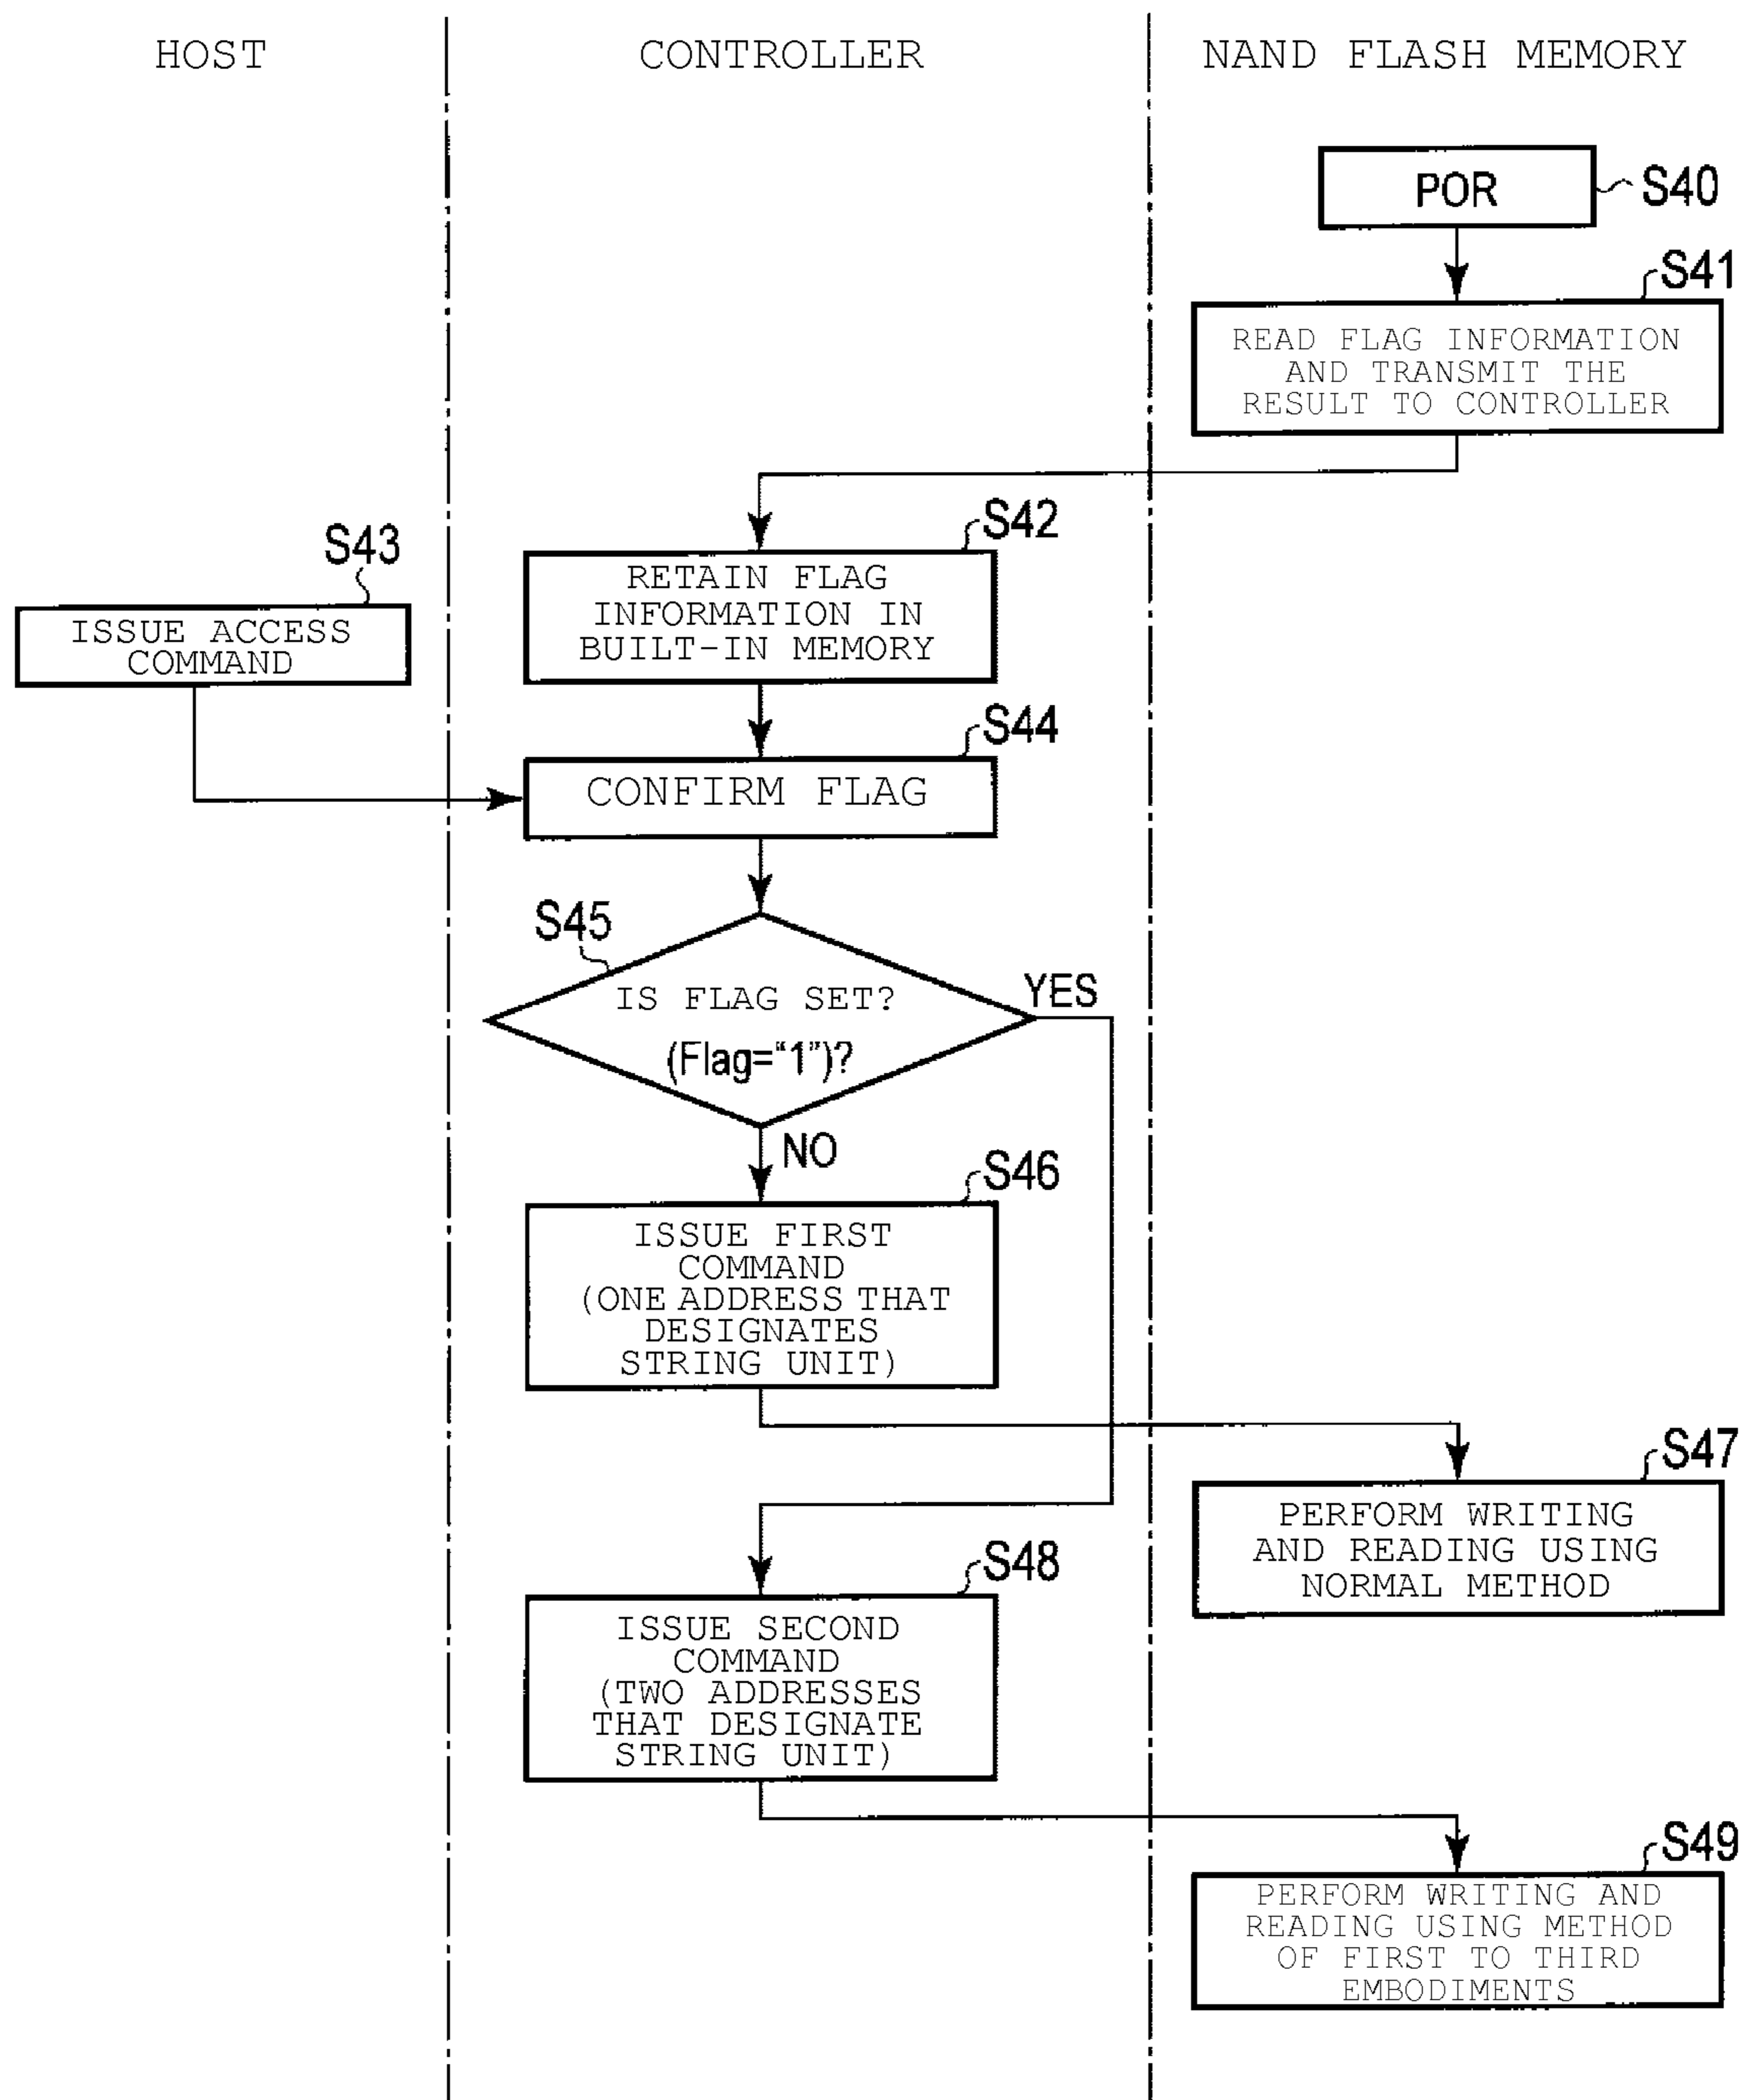 HOST
CONTROLLER
NAND FLASH MEMORY
POR
S40
S41
READ FLAG INFORMATION
AND TRANSMIT THE
RESULT TO CONTROLLER
S42
RETAIN FLAG
INFORMATION IN
BUILT-IN MEMORY
S43
ISSUE ACCESS
COMMAND
S44
CONFIRM FLAG
S45
IS FLAG SET?
(Flag="1")?
YES
NO
S46
ISSUE FIRST
COMMAND
(ONE ADDRESS THAT
DESIGNATES
STRING UNIT)
S47
PERFORM WRITING
AND READING USING
NORMAL METHOD
S48
ISSUE SECOND
COMMAND
(TWO ADDRESSES
THAT DESIGNATE
STRING UNIT)
S49
PERFORM WRITING AND
READING USING METHOD
OF FIRST TO THIRD
EMBODIMENTS